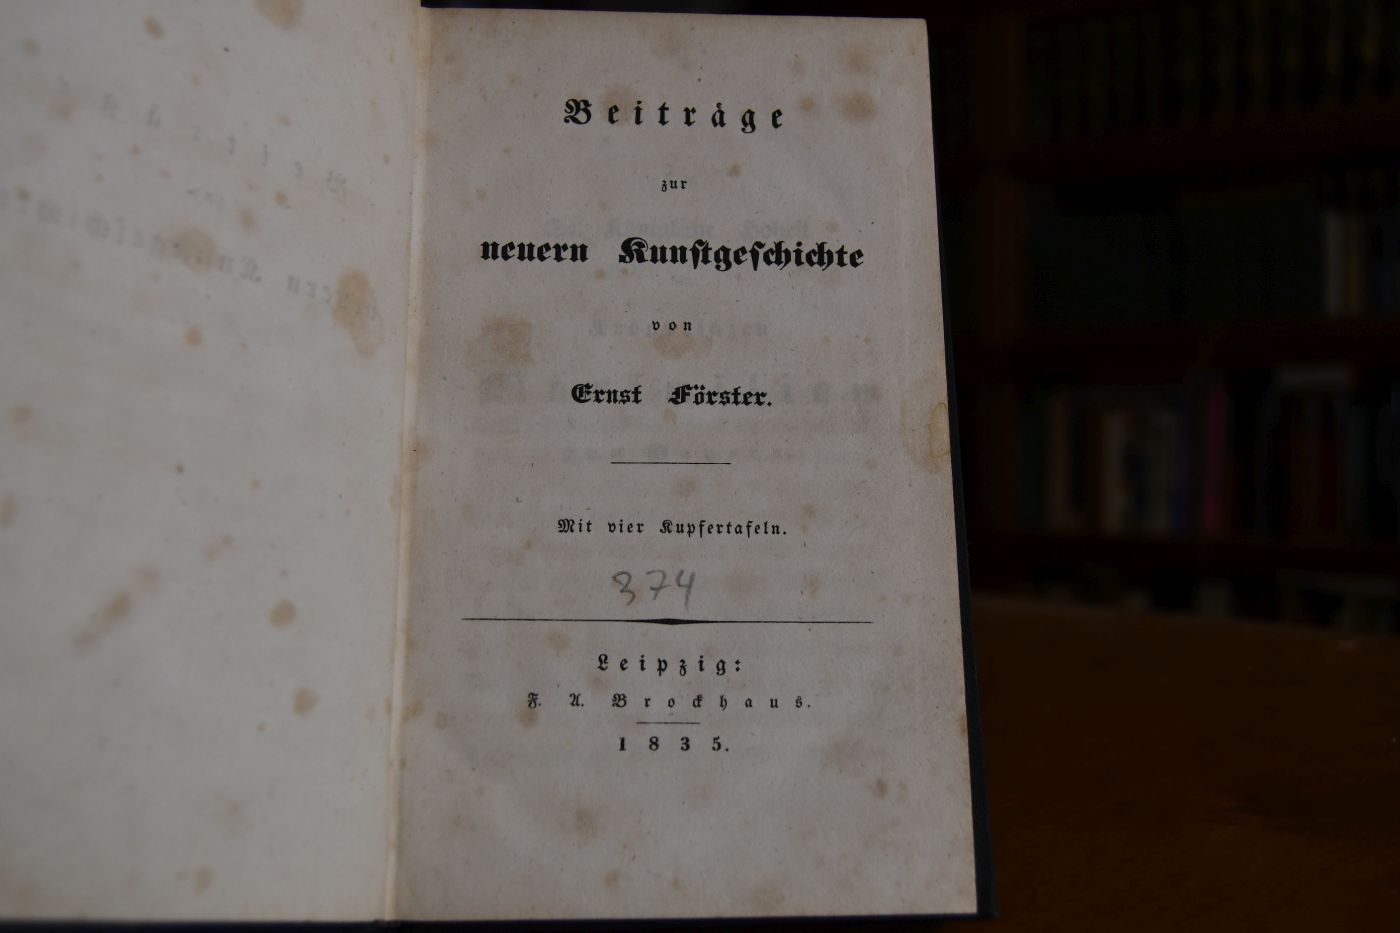 Beiträge
zur
neuern Kunſtgeſchichte
von
Ernst Förster.
Mit vier Kupfertafeln.
374
Leipzig:
F. A. Brockhaus.
1835.